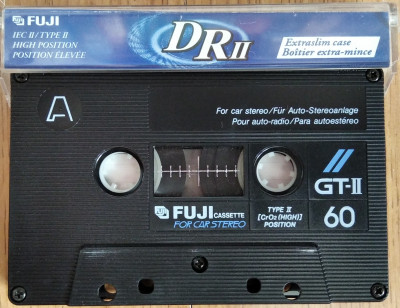 FUJI
IEC II/TYPE II
HIGH POSITION
POSITION ÉLEVÉE
DR II
Extraslim case
Boîtier extra-mince
A
For car stereo/Für Auto-Stereoanlage
Pour auto-radio/Para autoestéreo
FUJI CASSETTE
FOR CAR STEREO
TYPE II
[CrO2(HIGH)]
POSITION
GT-II
60